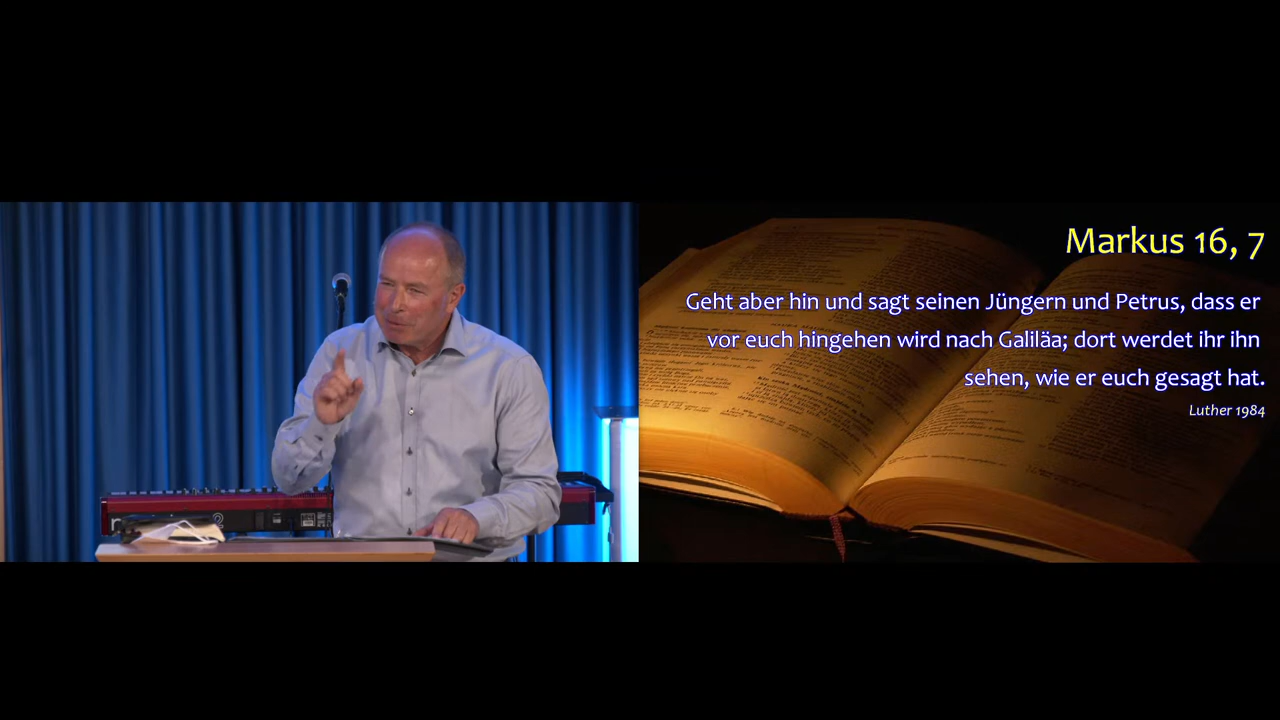 Markus 16, 7
Geht aber hin und sagt seinen Jüngern und Petrus, dass er
vor euch hingehen wird nach Galiläa; dort werdet ihr ihn
sehen, wie er euch gesagt hat.
Luther 1984